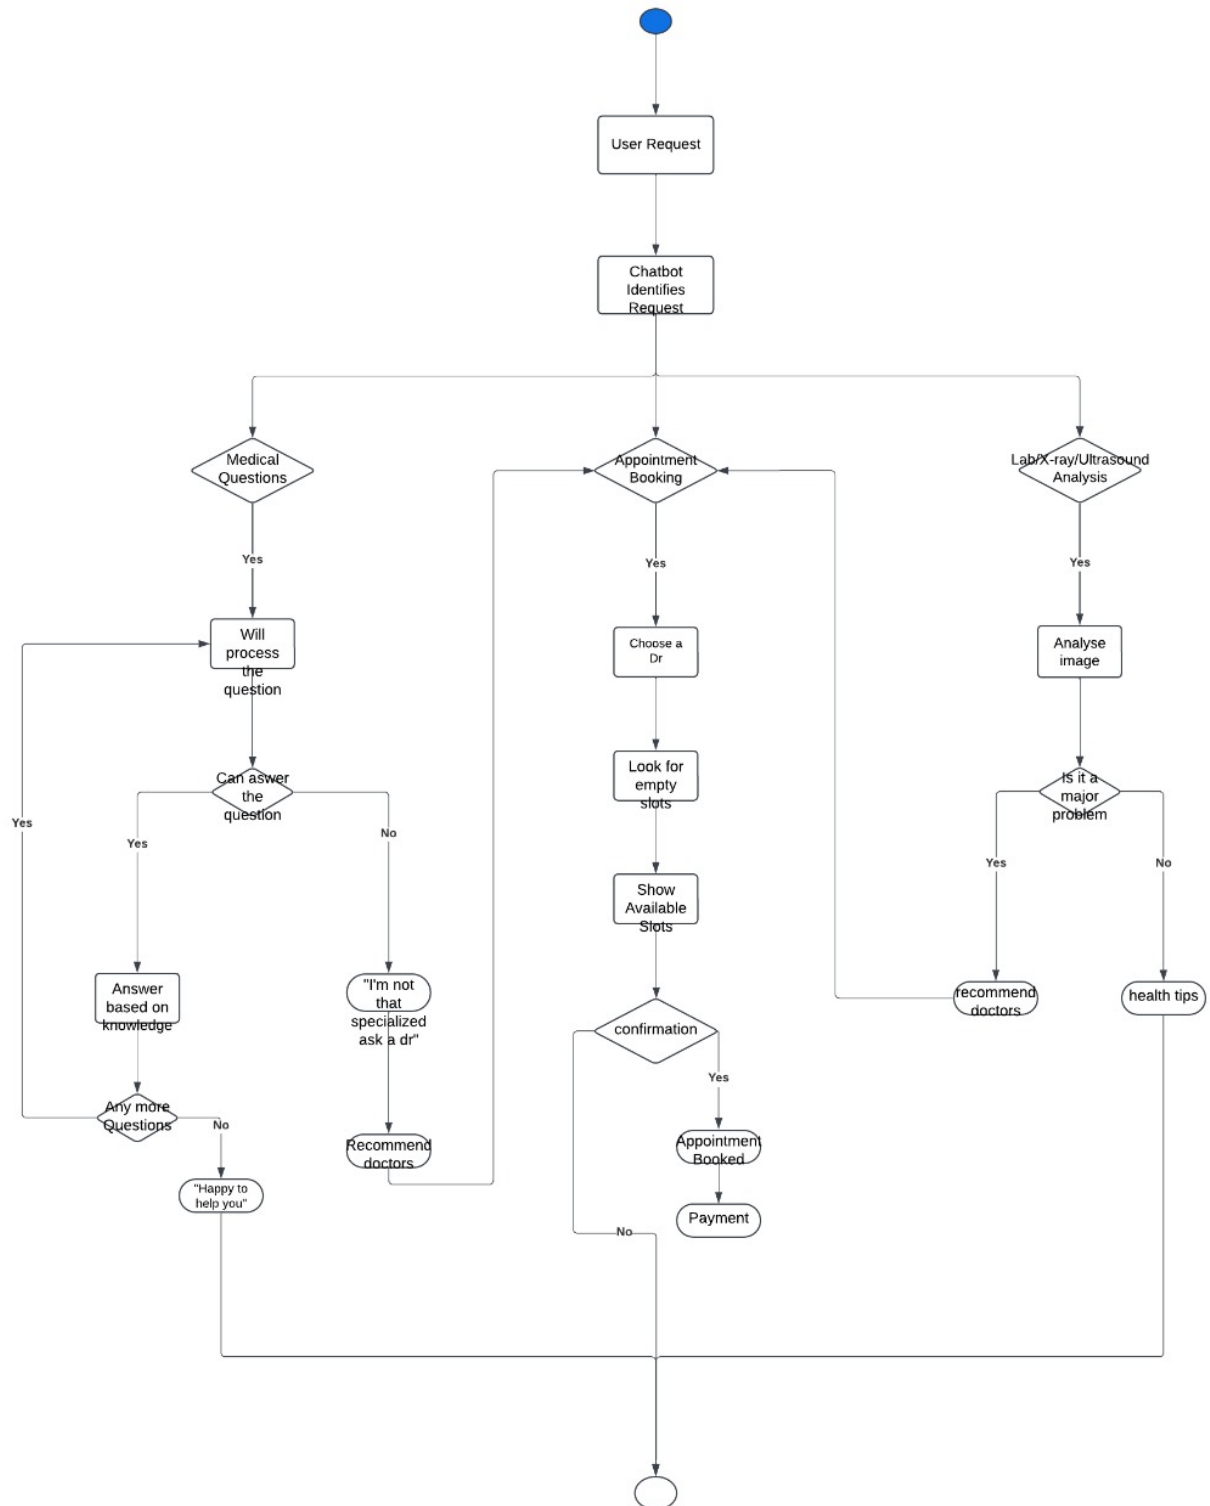 User Request
Chatbot
Identifies
Request
Medical
Questions
Appointment
Booking
Lab/X-ray/Ultrasound
Analysis
Yes
Yes
Yes
Will
process
the
question
Choose a
Dr
Analyse
image
Can aswer
the
question
Look for
empty
slots
Is it a
major
problem
Yes
Yes
No
Yes
No
Show
Available
Slots
Answer
based on
knowledge
"I'm not
that
specialized
ask a dr"
recommend
doctors
health tips
confirmation
Yes
Any more
Questions
No
Recommend
doctors
Appointment
Booked
"Happy to
help you"
Payment
No